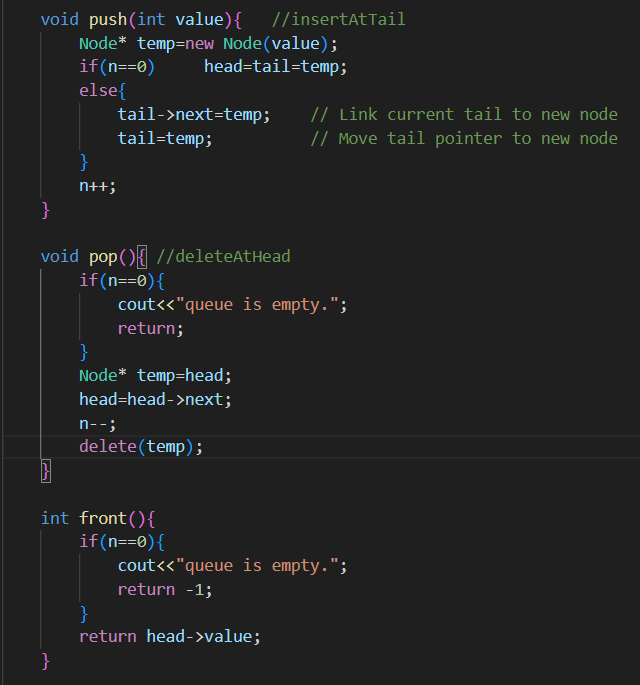 void push(int value){   //insertAtTail
    Node* temp=new Node(value);
    if(n==0)     head=tail=temp;
    else{
        tail->next=temp;    // Link current tail to new node
        tail=temp;          // Move tail pointer to new node
    }
    n++;
}
void pop(){ //deleteAtHead
    if(n==0){
        cout<<"queue is empty.";
        return;
    }
    Node* temp=head;
    head=head->next;
    n--;
    delete(temp);
}
int front(){
    if(n==0){
        cout<<"queue is empty.";
        return -1;
    }
    return head->value;
}